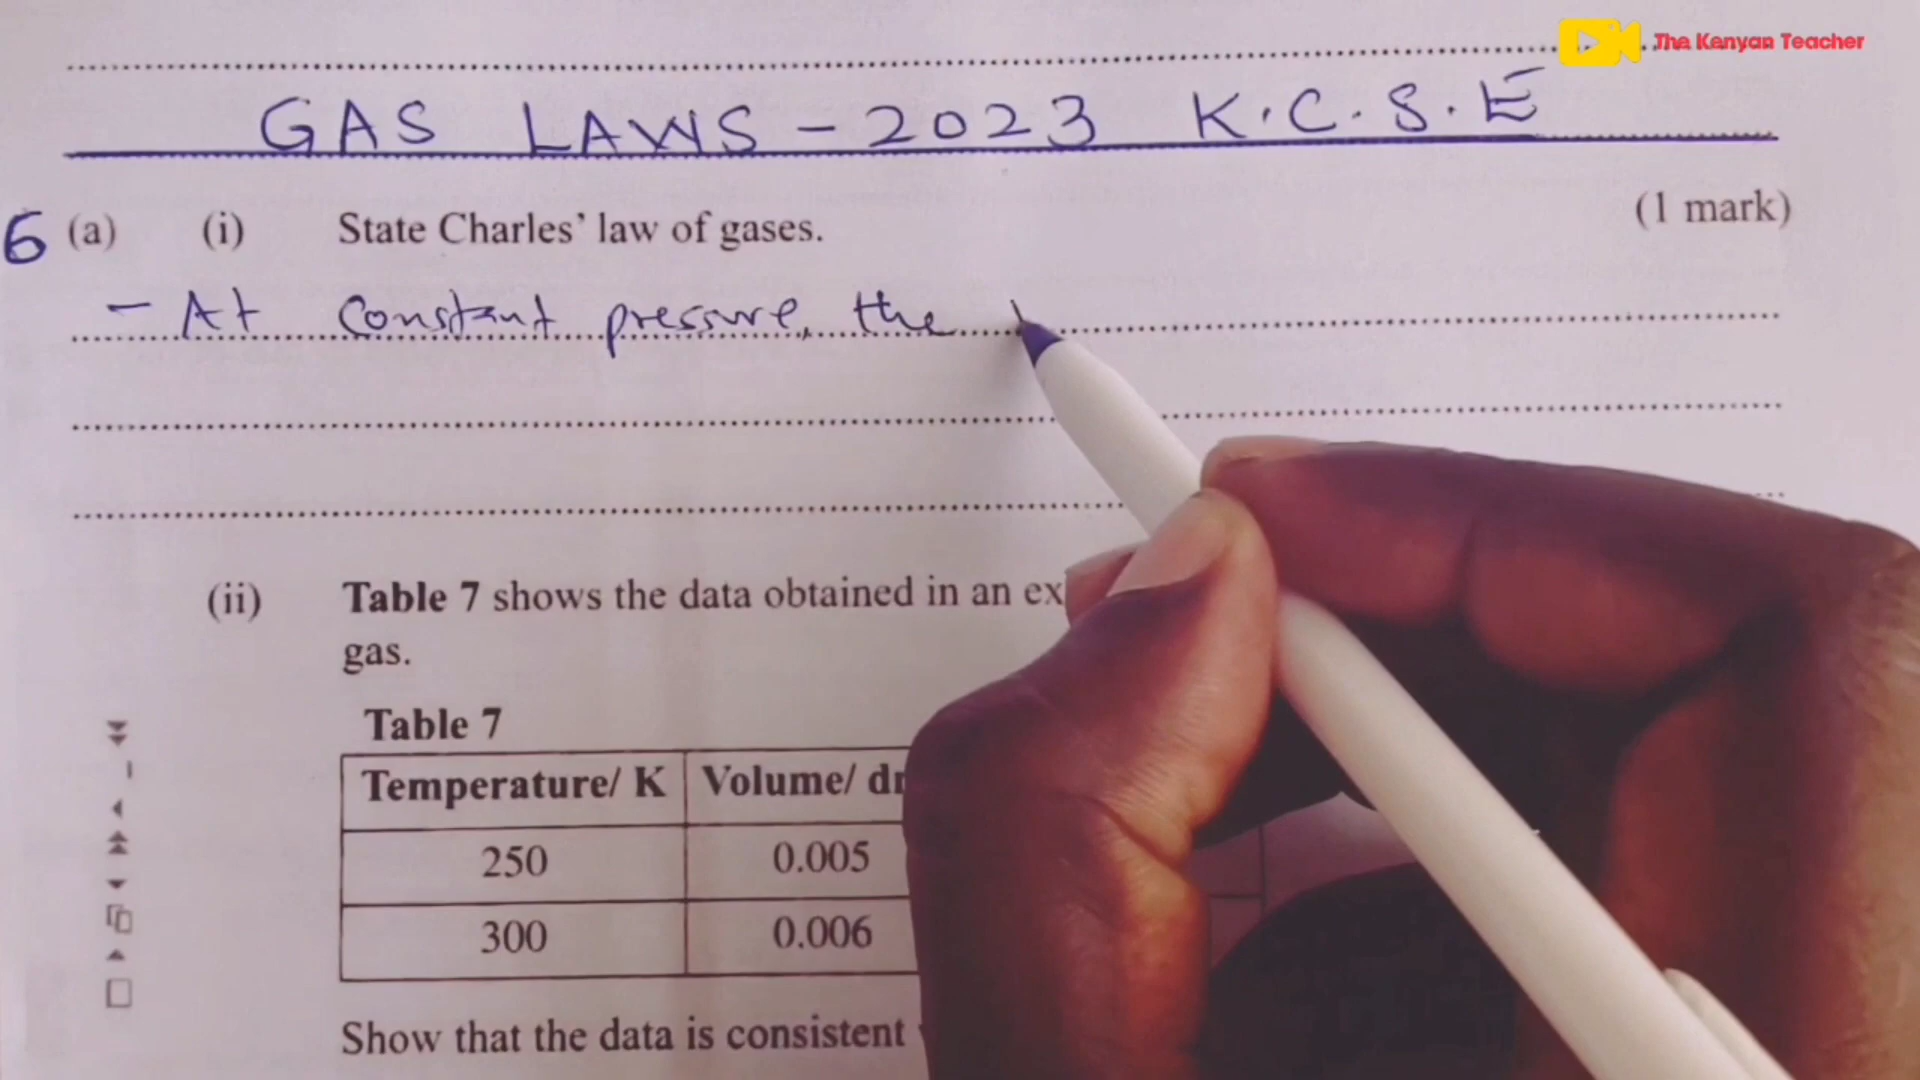 The Kenyan Teacher
GAS LAWS - 2023 K.C.S.E
6 (a) (i) State Charles' law of gases. (1 mark)
- At constant pressure, the
(ii) Table 7 shows the data obtained in an
gas.
Table 7
Temperature/ K Volume/
250 0.005
300 0.006
Show that the data is consistent